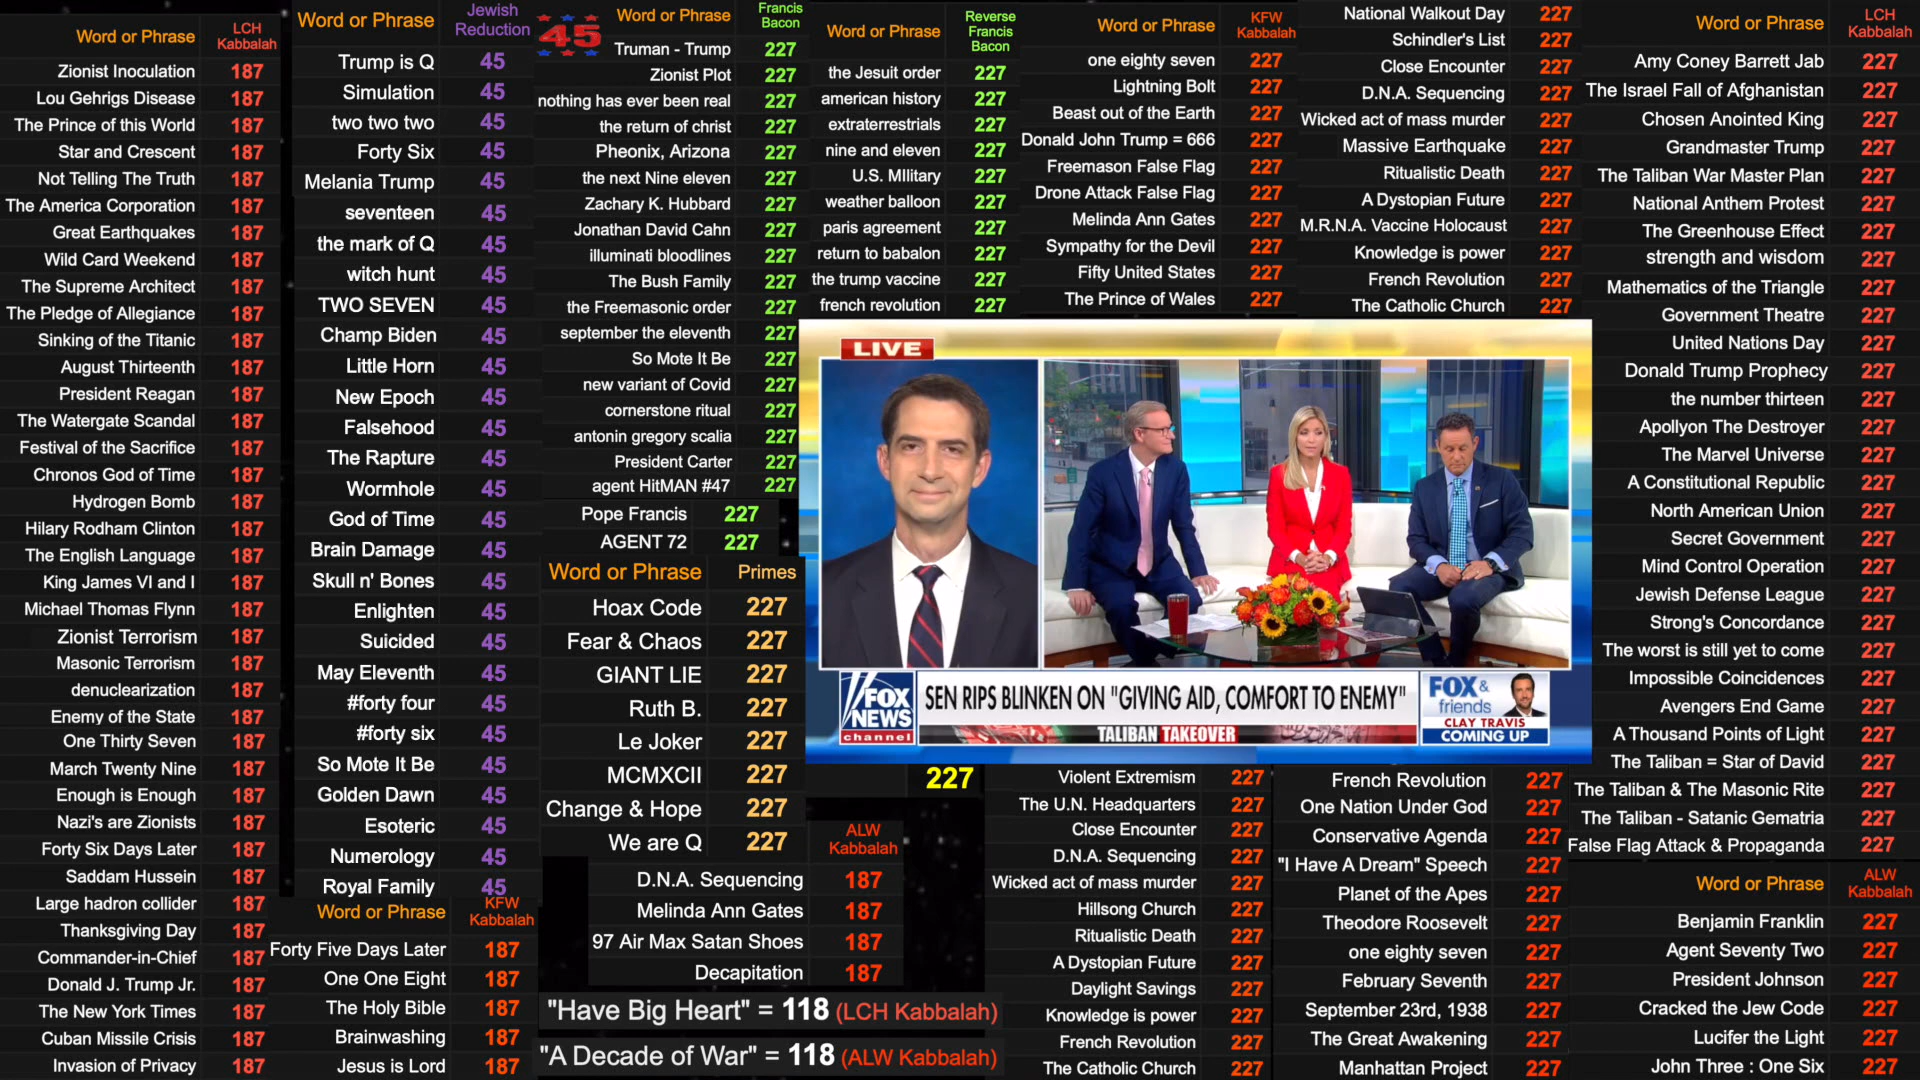 Word or Phrase LCH Kabbalah
Zionist Inoculation 187
Lou Gehrigs Disease 187
The Prince of this World 187
Star and Crescent 187
Not Telling The Truth 187
The America Corporation 187
Great Earthquakes 187
Wild Card Weekend 187
The Supreme Architect 187
The Pledge of Allegiance 187
Sinking of the Titanic 187
August Thirteenth 187
President Reagan 187
The Watergate Scandal 187
Festival of the Sacrifice 187
Chronos God of Time 187
Hydrogen Bomb 187
Hilary Rodham Clinton 187
The English Language 187
King James VI and I 187
Michael Thomas Flynn 187
Zionist Terrorism 187
Masonic Terrorism 187
denuclearization 187
Enemy of the State 187
One Thirty Seven 187
March Twenty Nine 187
Enough is Enough 187
Nazi's are Zionists 187
Forty Six Days Later 187
Saddam Hussein 187
Large hadron collider 187
Thanksgiving Day 187
Commander-in-Chief 187
Donald J. Trump Jr. 187
The New York Times 187
Cuban Missile Crisis 187
Invasion of Privacy 187
Word or Phrase Jewish Reduction
Trump is Q 45
Simulation 45
two two two 45
Forty Six 45
Melania Trump 45
seventeen 45
the mark of Q 45
witch hunt 45
TWO SEVEN 45
Champ Biden 45
Little Horn 45
New Epoch 45
Falsehood 45
The Rapture 45
Wormhole 45
God of Time 45
Brain Damage 45
Skull n' Bones 45
Enlighten 45
Suicided 45
May Eleventh 45
#forty four 45
#forty six 45
So Mote It Be 45
Golden Dawn 45
Esoteric 45
Numerology 45
Royal Family 45
Word or Phrase KFW Kabbalah
Forty Five Days Later 187
One One Eight 187
The Holy Bible 187
Brainwashing 187
Jesus is Lord 187
45
Word or Phrase Francis Bacon
Truman - Trump 227
Zionist Plot 227
nothing has ever been real 227
the return of christ 227
Pheonix, Arizona 227
the next Nine eleven 227
Zachary K. Hubbard 227
Jonathan David Cahn 227
illuminati bloodlines 227
The Bush Family 227
the Freemasonic order 227
september the eleventh 227
So Mote It Be 227
new variant of Covid 227
cornerstone ritual 227
antonin gregory scalia 227
President Carter 227
agent HitMAN #47 227
Pope Francis 227
AGENT 72 227
Word or Phrase Primes
Hoax Code 227
Fear & Chaos 227
GIANT LIE 227
Ruth B. 227
Le Joker 227
MCMXCII 227
Change & Hope 227
We are Q 227
ALW Kabbalah
D.N.A. Sequencing 187
Melinda Ann Gates 187
97 Air Max Satan Shoes 187
Decapitation 187
"Have Big Heart" = 118 (LCH Kabbalah)
"A Decade of War" = 118 (ALW Kabbalah)
Word or Phrase Reverse Francis Bacon
the Jesuit order 227
american history 227
extraterrestrials 227
nine and eleven 227
U.S. MIlitary 227
weather balloon 227
paris agreement 227
return to babalon 227
the trump vaccine 227
french revolution 227
Word or Phrase KFW Kabbalah
one eighty seven 227
Lightning Bolt 227
Beast out of the Earth 227
Donald John Trump = 666 227
Freemason False Flag 227
Drone Attack False Flag 227
Melinda Ann Gates 227
Sympathy for the Devil 227
Fifty United States 227
The Prince of Wales 227
National Walkout Day 227
Schindler's List 227
Close Encounter 227
D.N.A. Sequencing 227
Wicked act of mass murder 227
Massive Earthquake 227
Ritualistic Death 227
A Dystopian Future 227
M.R.N.A. Vaccine Holocaust 227
Knowledge is power 227
French Revolution 227
The Catholic Church 227
LIVE
FOX NEWS channel
SEN RIPS BLINKEN ON "GIVING AID, COMFORT TO ENEMY"
TALIBAN TAKEOVER
FOX & friends
CLAY TRAVIS
COMING UP
227
Violent Extremism 227
The U.N. Headquarters 227
Close Encounter 227
D.N.A. Sequencing 227
Wicked act of mass murder 227
Hillsong Church 227
Ritualistic Death 227
A Dystopian Future 227
Daylight Savings 227
Knowledge is power 227
French Revolution 227
The Catholic Church 227
French Revolution 227
One Nation Under God 227
Conservative Agenda 227
"I Have A Dream" Speech 227
Planet of the Apes 227
Theodore Roosevelt 227
one eighty seven 227
February Seventh 227
September 23rd, 1938 227
The Great Awakening 227
Manhattan Project 227
Word or Phrase LCH Kabbalah
Amy Coney Barrett Jab 227
The Israel Fall of Afghanistan 227
Chosen Anointed King 227
Grandmaster Trump 227
The Taliban War Master Plan 227
National Anthem Protest 227
The Greenhouse Effect 227
strength and wisdom 227
Mathematics of the Triangle 227
Government Theatre 227
United Nations Day 227
Donald Trump Prophecy 227
the number thirteen 227
Apollyon The Destroyer 227
The Marvel Universe 227
A Constitutional Republic 227
North American Union 227
Secret Government 227
Mind Control Operation 227
Jewish Defense League 227
Strong's Concordance 227
The worst is still yet to come 227
Impossible Coincidences 227
Avengers End Game 227
A Thousand Points of Light 227
The Taliban = Star of David 227
The Taliban & The Masonic Rite 227
The Taliban - Satanic Gematria 227
False Flag Attack & Propaganda 227
Word or Phrase ALW Kabbalah
Benjamin Franklin 227
Agent Seventy Two 227
President Johnson 227
Cracked the Jew Code 227
Lucifer the Light 227
John Three : One Six 227